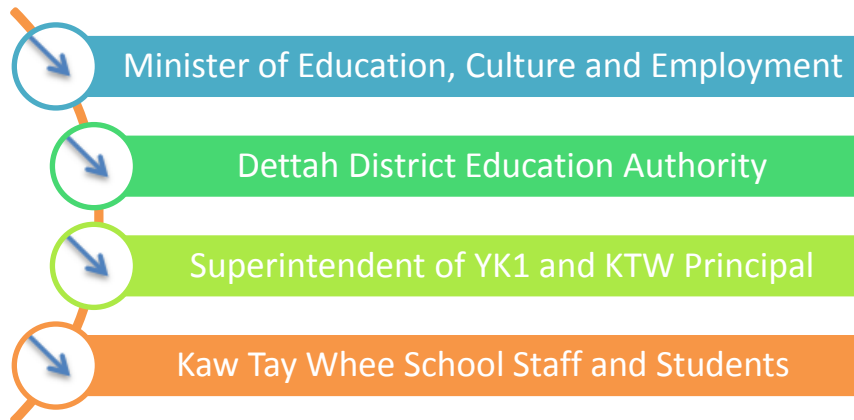 Minister of Education, Culture and Employment
Dettah District Education Authority
Superintendent of YK1 and KTW Principal
Kaw Tay Whee School Staff and Students